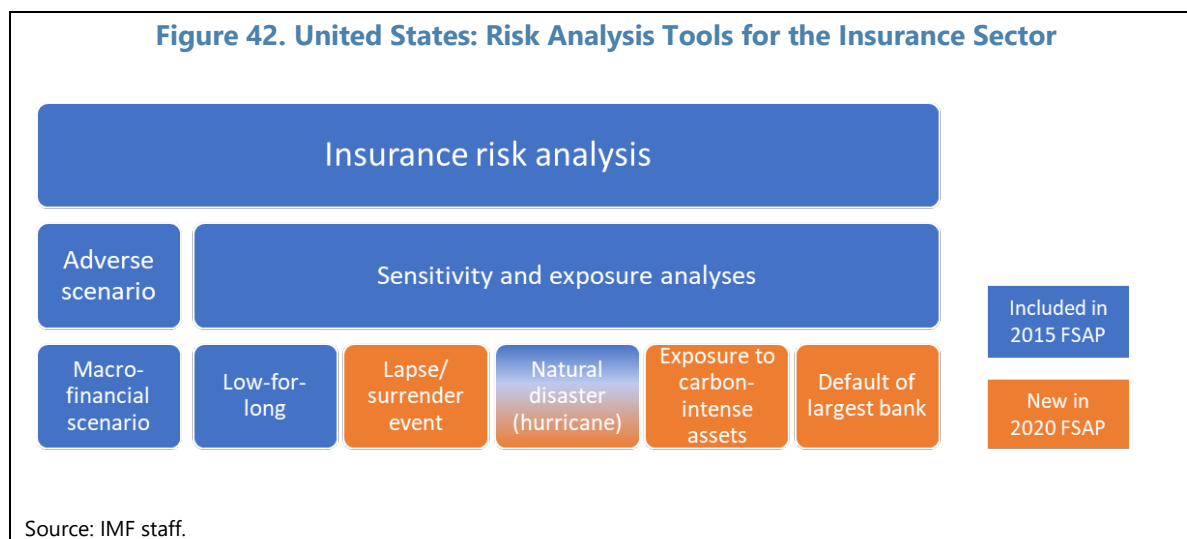 Figure 42. United States: Risk Analysis Tools for the Insurance Sector
Insurance risk analysis
Adverse
scenario
Sensitivity and exposure analyses
Macro-
financial
scenario
Low-for-
long
Lapse/
surrender
event
Natural
disaster
(hurricane)
Exposure to
carbon-
intense
assets
Default of
largest bank
Included in
2015 FSAP
New in
2020 FSAP
Source: IMF staff.